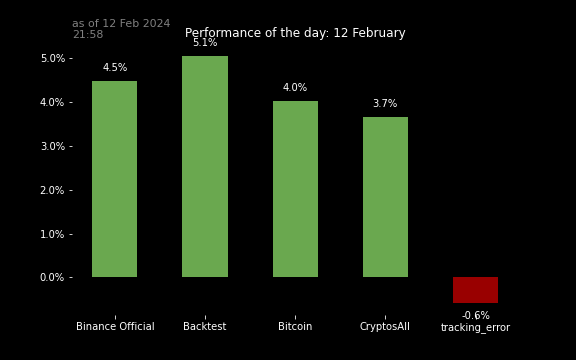 as of 12 Feb 2024
21:58
Performance of the day: 12 February
5.1%
4.5%
4.0%
3.7%
-0.6%
5.0%
4.0%
3.0%
2.0%
1.0%
0.0%
Binance Official
Backtest
Bitcoin
CryptosAll
tracking_error